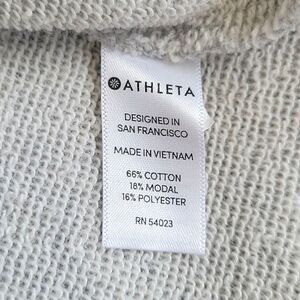 ATHLETA
DESIGNED IN
SAN FRANCISCO
MADE IN VIETNAM
66% COTTON
18% MODAL
16% POLYESTER
RN 54023